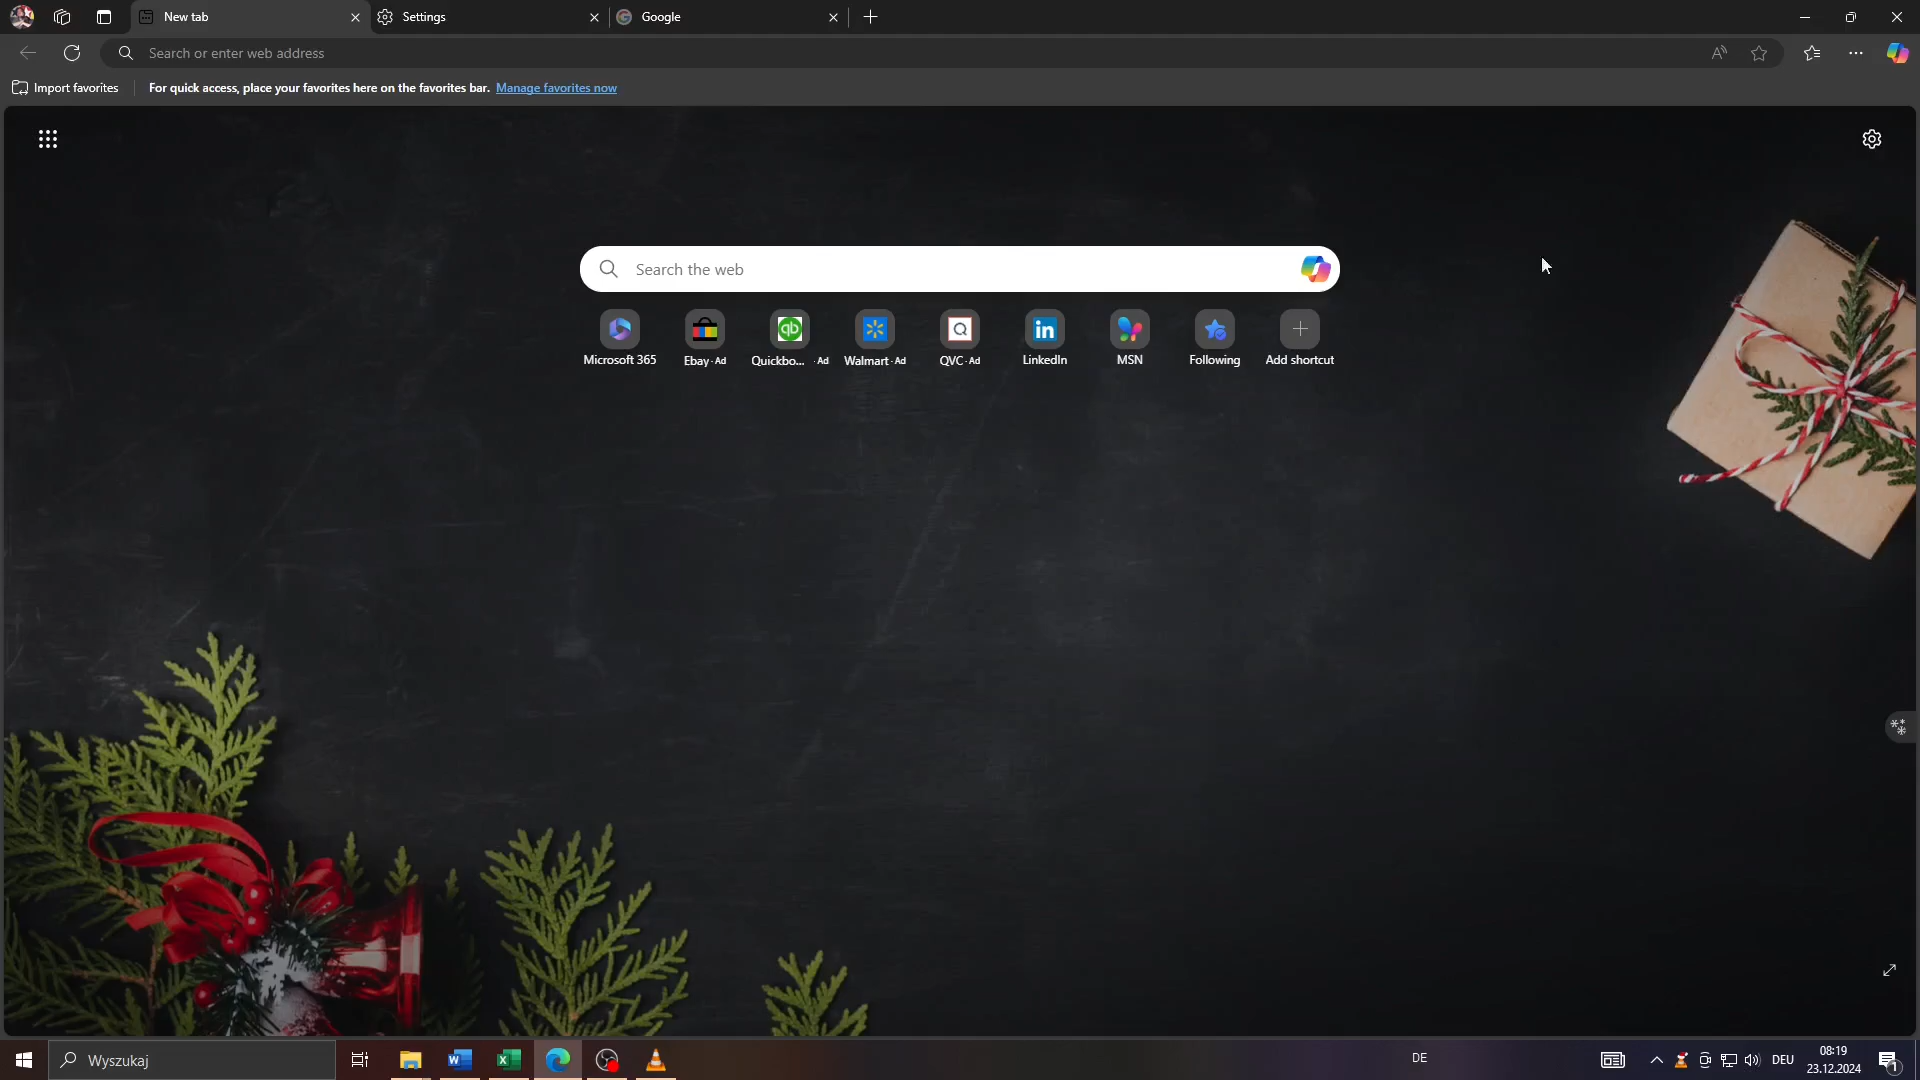 New tab
Settings
Google
Search or enter web address
Import favorites
For quick access, place your favorites here on the favorites bar. Manage favorites now
Search the web
Microsoft 365
Ebay · Ad
Quickbo... · Ad
Walmart · Ad
QVC · Ad
LinkedIn
MSN
Following
Add shortcut
Wyszukaj
DE
DEU
08:19
23.12.2024
1